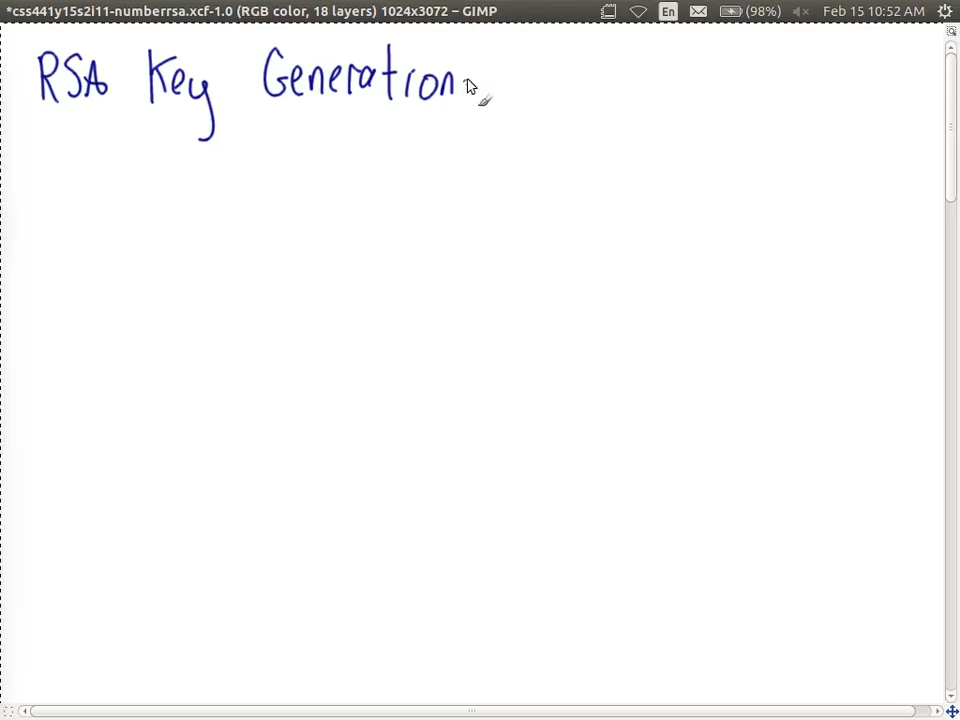 *css441y15s2i11-numberrsa.xcf-1.0 (RGB color, 18 layers) 1024x3072 – GIMP En (98%) Feb 15 10:52 AM
RSA Key Generation